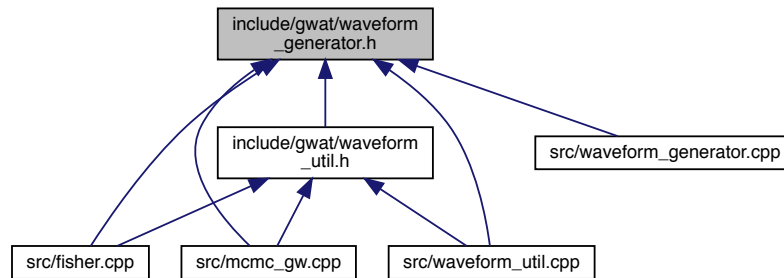 include/gwat/waveform
_generator.h
include/gwat/waveform
_util.h
src/waveform_generator.cpp
src/fisher.cpp
src/mcmc_gw.cpp
src/waveform_util.cpp